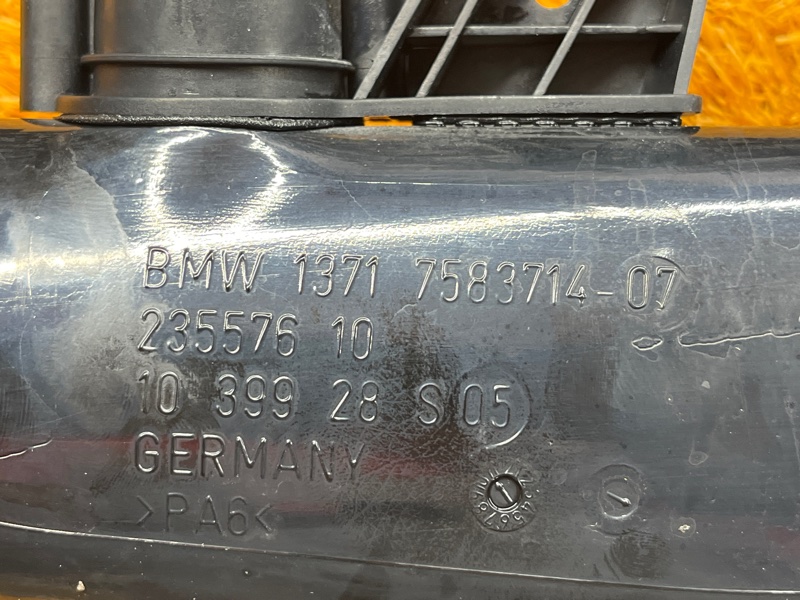 BMW 1371 7583714-07
235576 10
10 399 28 S 05
GERMANY
>PA6<